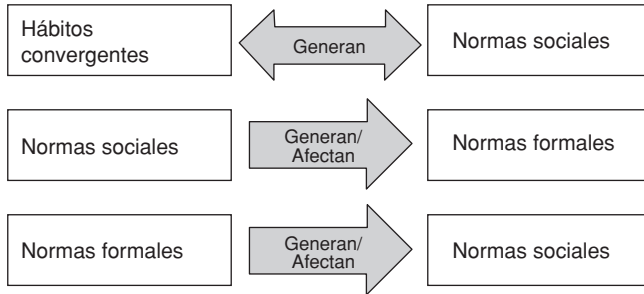 Hábitos
convergentes
Generan
Normas sociales
Normas sociales
Generan/
Afectan
Normas formales
Normas formales
Generan/
Afectan
Normas sociales